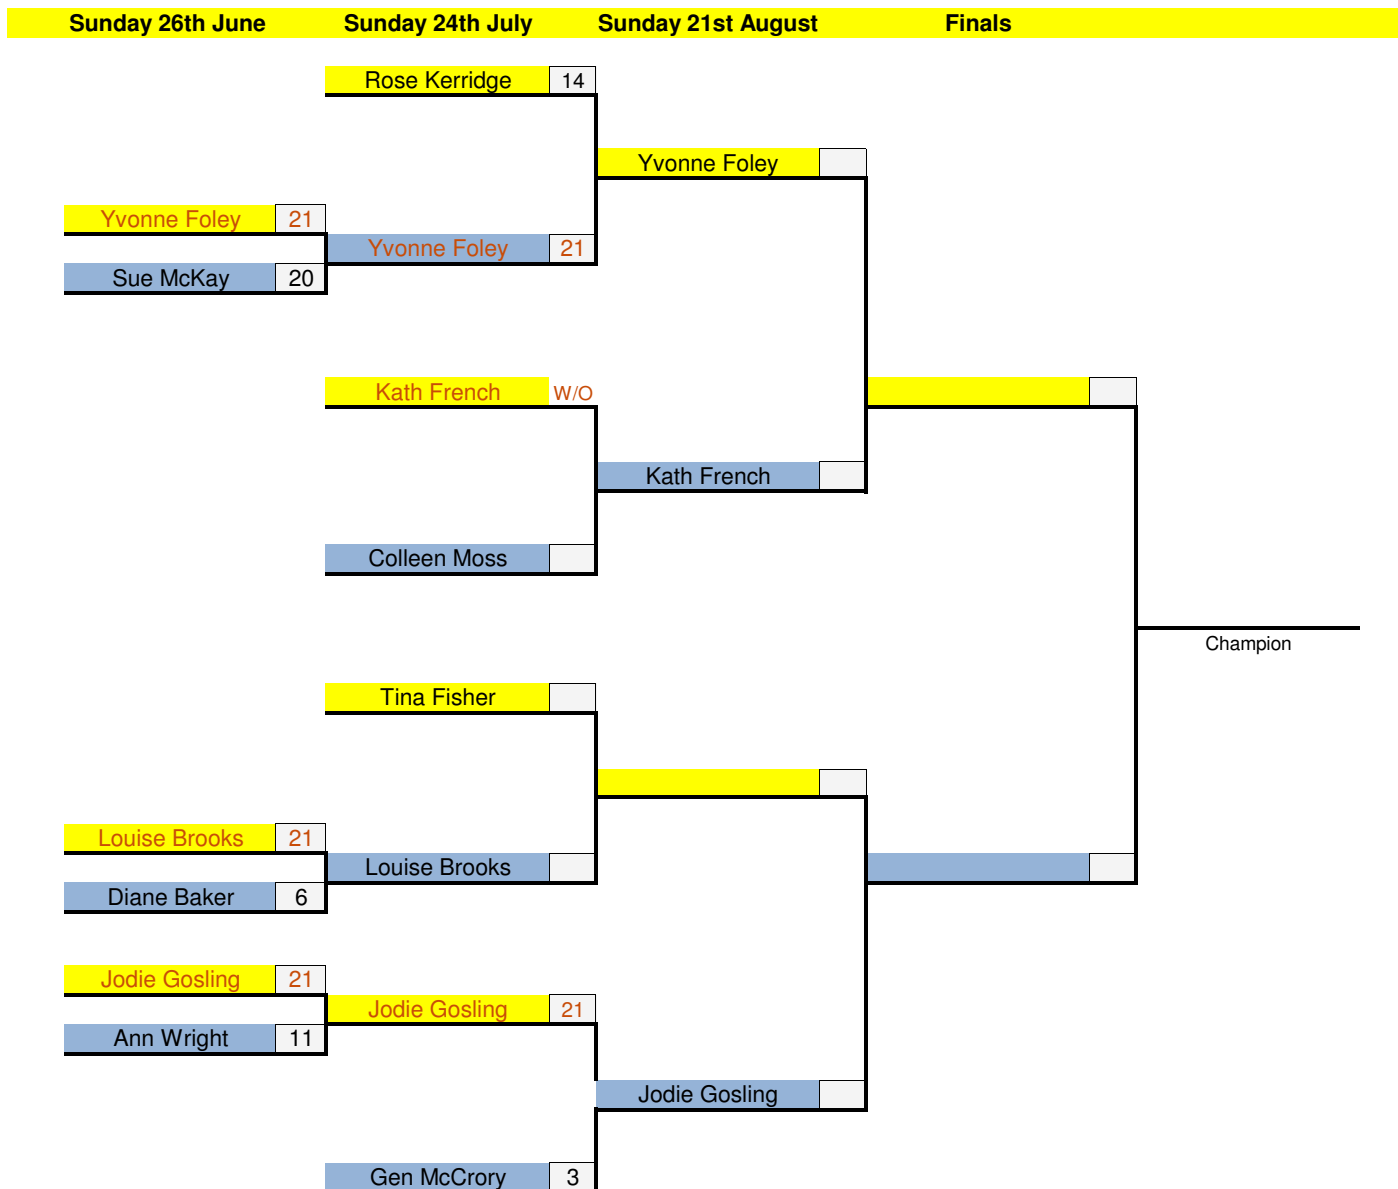 Sunday 26th June Sunday 24th July Sunday 21st August Finals
Rose Kerridge 14
Yvonne Foley
Yvonne Foley 21
Yvonne Foley 21
Sue McKay 20
Kath French W/O
Kath French
Colleen Moss
Champion
Tina Fisher
Louise Brooks 21
Louise Brooks
Diane Baker 6
Jodie Gosling 21
Jodie Gosling 21
Ann Wright 11
Jodie Gosling
Gen McCrory 3